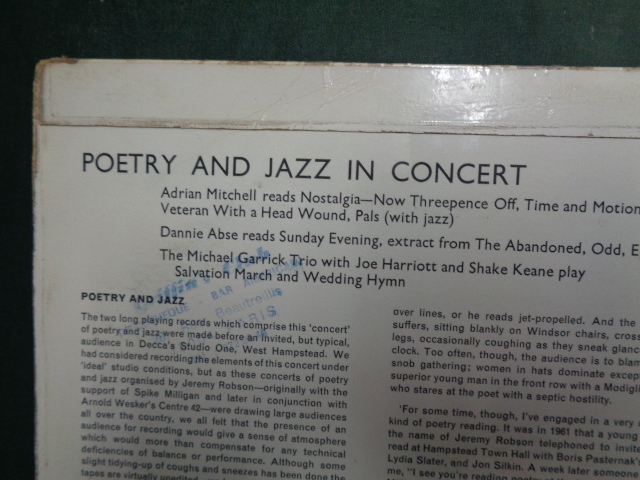 POETRY AND JAZZ IN CONCERT
Adrian Mitchell reads Nostalgia—Now Threepence Off, Time and Motion
Veteran With a Head Wound, Pals (with jazz)
Dannie Abse reads Sunday Evening, extract from The Abandoned, Odd, E
The Michael Garrick Trio with Joe Harriott and Shake Keane play
Salvation March and Wedding Hymn
B&R
Beautreillis
POETRY AND JAZZ
The two long playing records which comprise this 'concert'
of poetry and jazz were made before an invited, but typical,
audience in Decca's Studio One, West Hampstead. We
had considered recording the elements of this concert under
'ideal' studio conditions, but as these concerts of poetry
and jazz organised by Jeremy Robson—originally with the
support of Spike Milligan and later in conjunction with
Arnold Wesker's Centre 42—were drawing large audiences
all over the country, we all felt that the presence of an
audience for recording would give a sense of atmosphere
which would more than compensate for any technical
deficiencies of balance or performance. Although some
slight tidying-up of coughs and sneezes has been done the
tapes are virtually unedited
over lines, or he reads jet-propelled. And the
suffers, sitting blankly on Windsor chairs, cross
legs, occasionally coughing as they sneak glanc
clock. Too often, though, the audience is to blam
snob gathering; women in hats dominate excep
superior young man in the front row with a Modigli
who stares at the poet with a septic hostility.
'For some time, though, I've engaged in a very
kind of poetry reading. It was in 1961 that a young
the name of Jeremy Robson telephoned to invite
read at Hampstead Town Hall with Boris Pasternak's
Lydia Slater, and Jon Silkin. A week later someone
me, "I see you're reading poetry